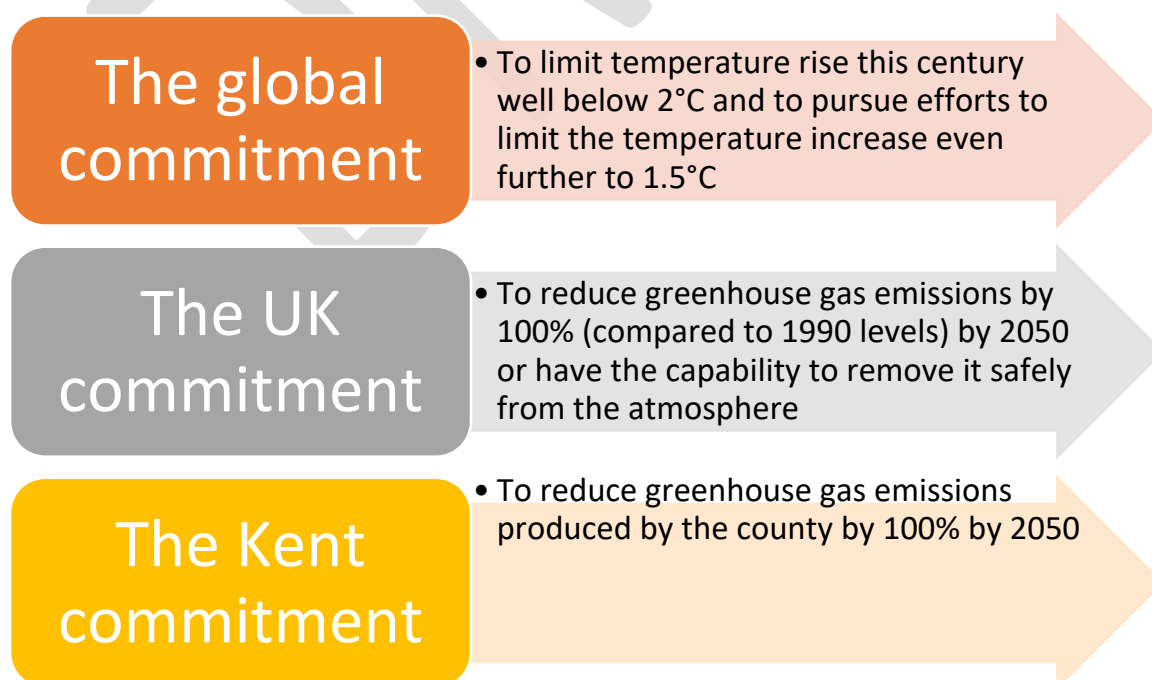 The global
commitment
• To limit temperature rise this century
well below 2°C and to pursue efforts to
limit the temperature increase even
further to 1.5°C
The UK
commitment
• To reduce greenhouse gas emissions by
100% (compared to 1990 levels) by 2050
or have the capability to remove it safely
from the atmosphere
The Kent
commitment
• To reduce greenhouse gas emissions
produced by the county by 100% by 2050